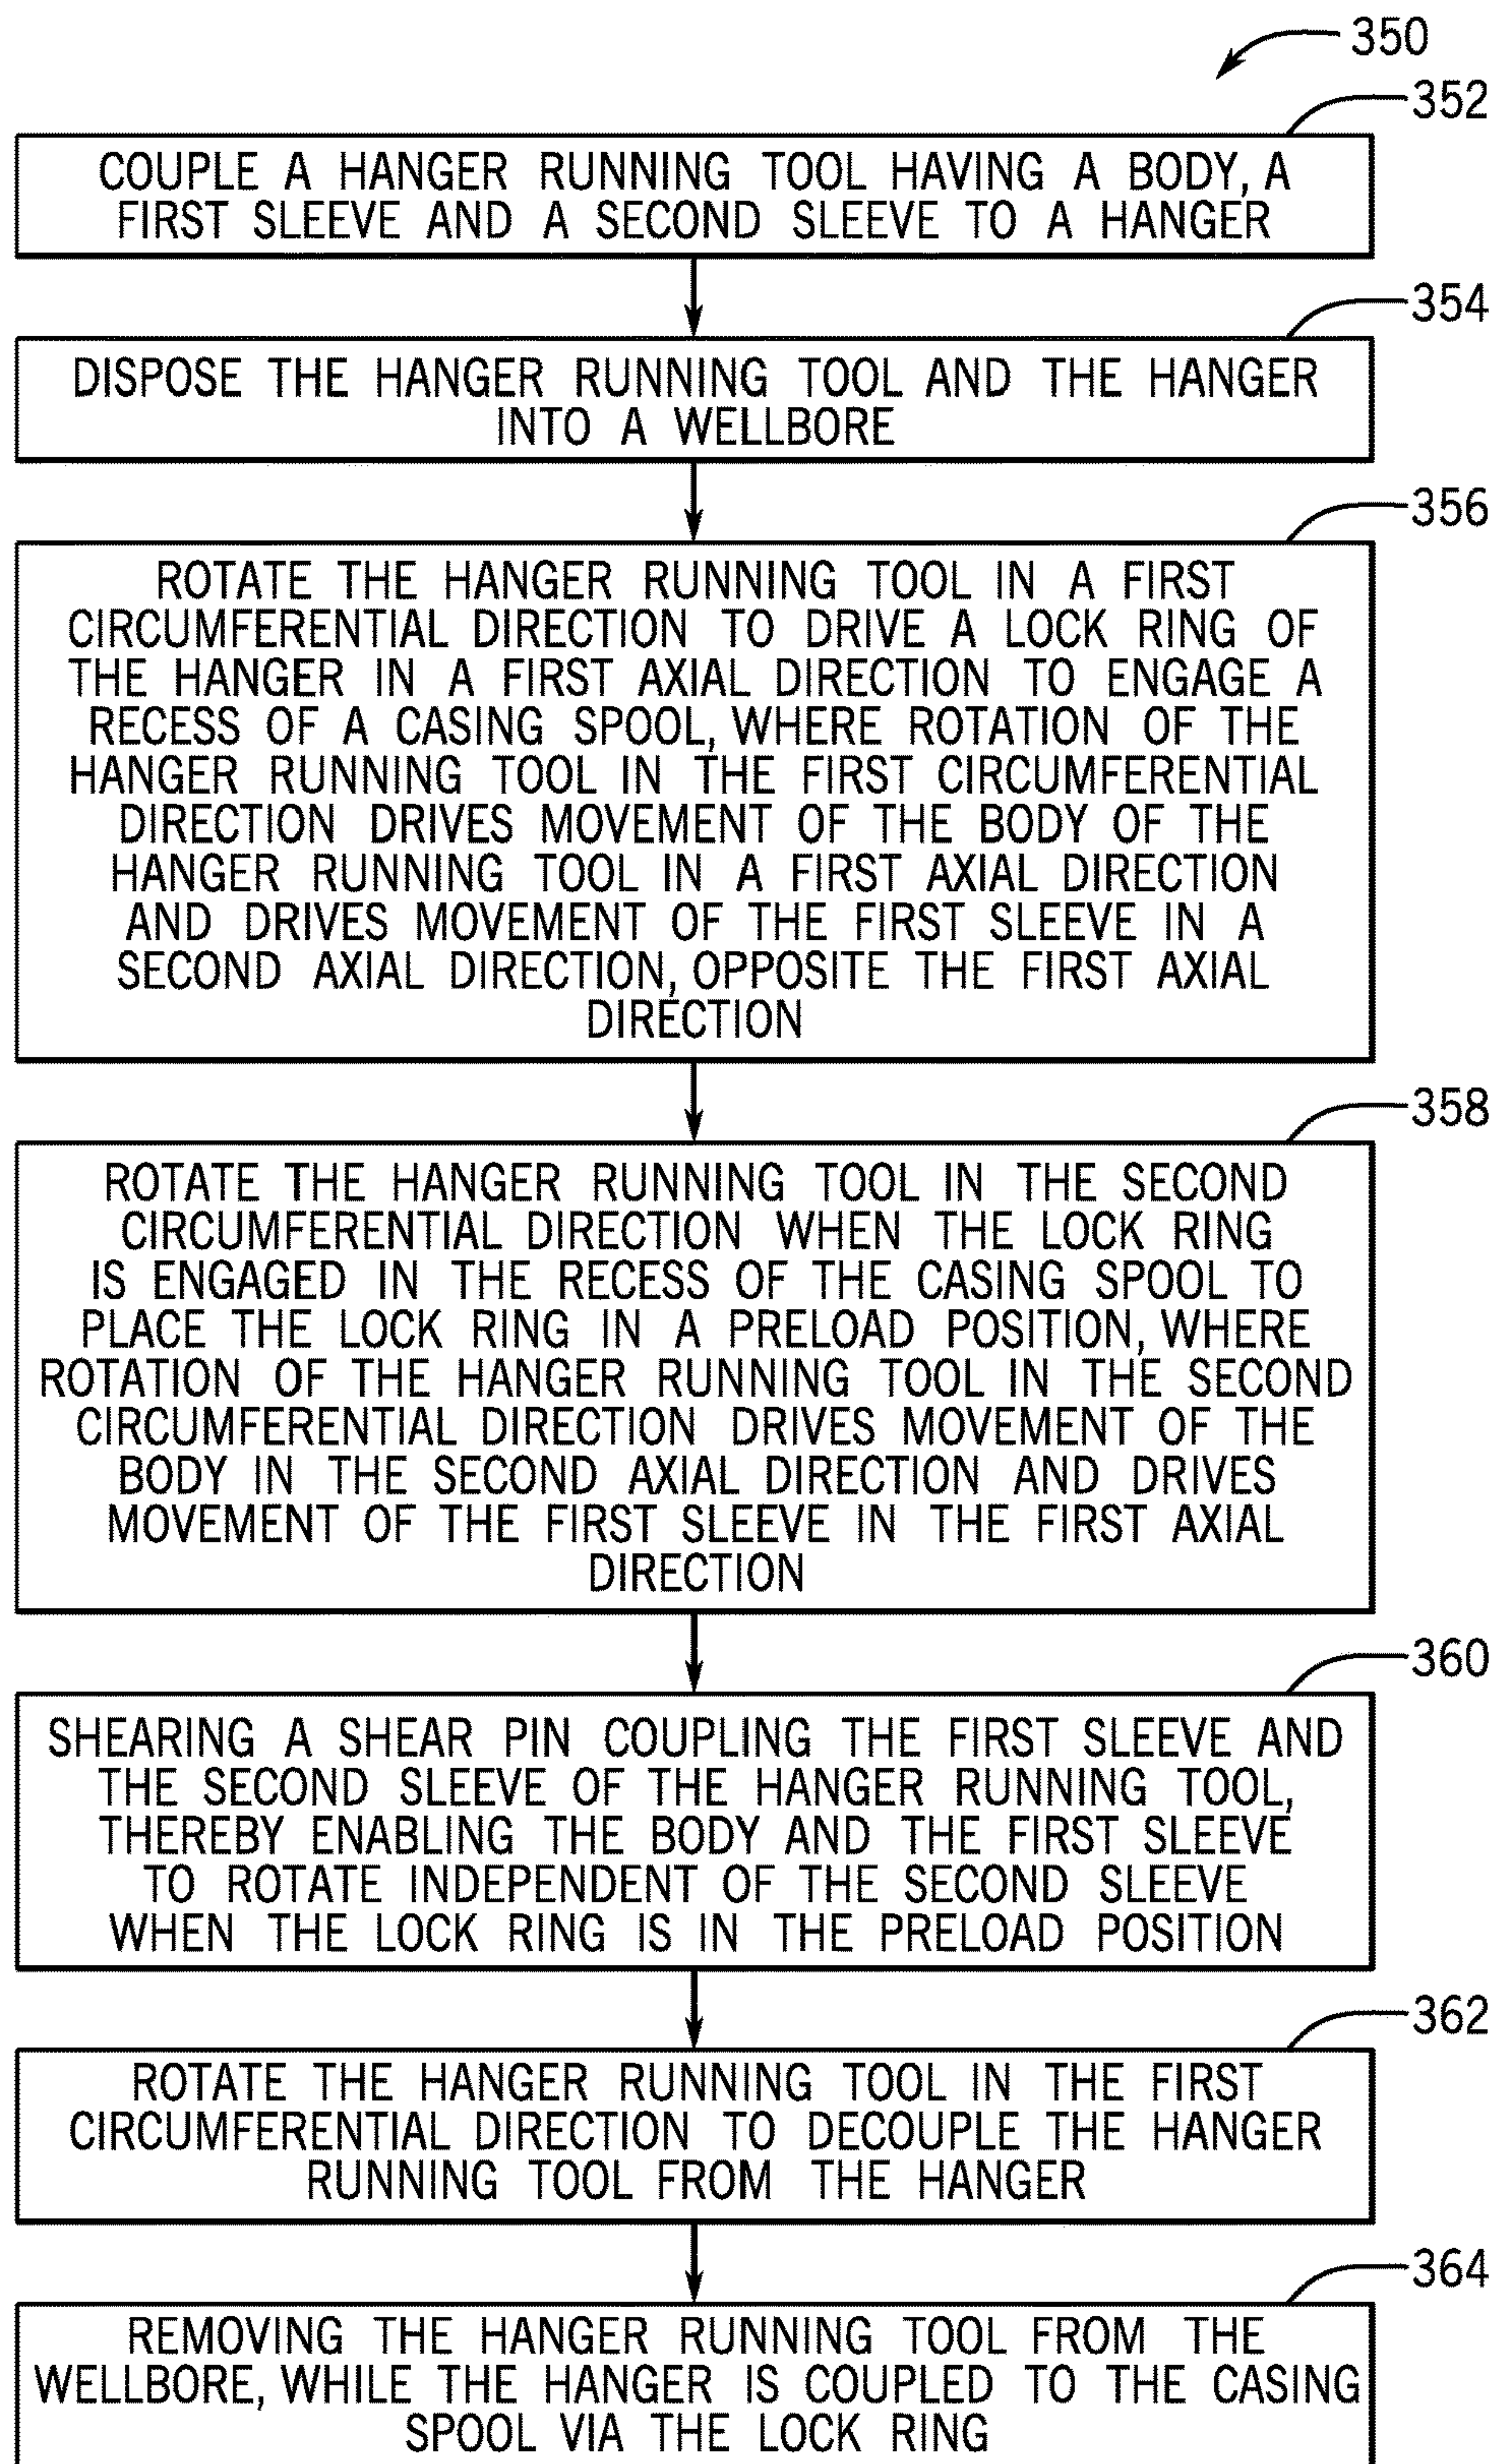 350
352
COUPLE A HANGER RUNNING TOOL HAVING A BODY, A
FIRST SLEEVE AND A SECOND SLEEVE TO A HANGER
354
DISPOSE THE HANGER RUNNING TOOL AND THE HANGER
INTO A WELLBORE
356
ROTATE THE HANGER RUNNING TOOL IN A FIRST
CIRCUMFERENTIAL DIRECTION TO DRIVE A LOCK RING OF
THE HANGER IN A FIRST AXIAL DIRECTION TO ENGAGE A
RECESS OF A CASING SPOOL, WHERE ROTATION OF THE
HANGER RUNNING TOOL IN THE FIRST CIRCUMFERENTIAL
DIRECTION DRIVES MOVEMENT OF THE BODY OF THE
HANGER RUNNING TOOL IN A FIRST AXIAL DIRECTION
AND DRIVES MOVEMENT OF THE FIRST SLEEVE IN A
SECOND AXIAL DIRECTION, OPPOSITE THE FIRST AXIAL
DIRECTION
358
ROTATE THE HANGER RUNNING TOOL IN THE SECOND
CIRCUMFERENTIAL DIRECTION WHEN THE LOCK RING
IS ENGAGED IN THE RECESS OF THE CASING SPOOL TO
PLACE THE LOCK RING IN A PRELOAD POSITION, WHERE
ROTATION OF THE HANGER RUNNING TOOL IN THE SECOND
CIRCUMFERENTIAL DIRECTION DRIVES MOVEMENT OF THE
BODY IN THE SECOND AXIAL DIRECTION AND DRIVES
MOVEMENT OF THE FIRST SLEEVE IN THE FIRST AXIAL
DIRECTION
360
SHEARING A SHEAR PIN COUPLING THE FIRST SLEEVE AND
THE SECOND SLEEVE OF THE HANGER RUNNING TOOL,
THEREBY ENABLING THE BODY AND THE FIRST SLEEVE
TO ROTATE INDEPENDENT OF THE SECOND SLEEVE
WHEN THE LOCK RING IS IN THE PRELOAD POSITION
362
ROTATE THE HANGER RUNNING TOOL IN THE FIRST
CIRCUMFERENTIAL DIRECTION TO DECOUPLE THE HANGER
RUNNING TOOL FROM THE HANGER
364
REMOVING THE HANGER RUNNING TOOL FROM THE
WELLBORE, WHILE THE HANGER IS COUPLED TO THE CASING
SPOOL VIA THE LOCK RING